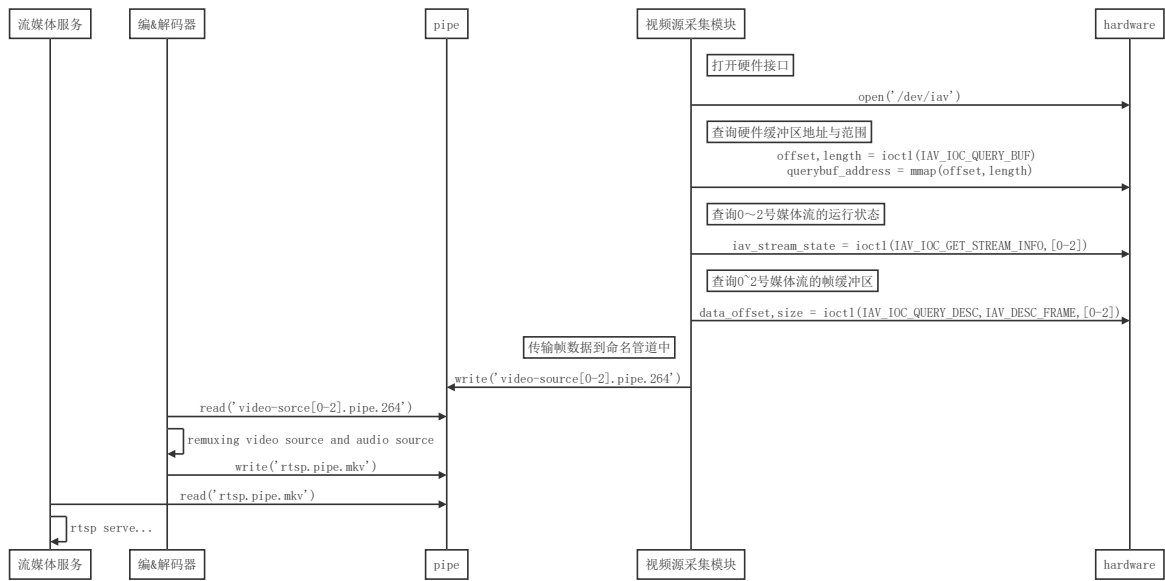 流媒体服务
编&解码器
pipe
视频源采集模块
hardware
打开硬件接口
open('/dev/iav')
查询硬件缓冲区地址与范围
offset,length = ioctl(IAV_IOC_QUERY_BUF)
querybuf_address = mmap(offset,length)
查询0～2号媒体流的运行状态
iav_stream_state = ioctl(IAV_IOC_GET_STREAM_INFO,[0-2])
查询0~2号媒体流的帧缓冲区
data_offset,size = ioctl(IAV_IOC_QUERY_DESC,IAV_DESC_FRAME,[0-2])
传输帧数据到命名管道中
write('video-source[0-2].pipe.264')
read('video-sorce[0-2].pipe.264')
remuxing video source and audio source
write('rtsp.pipe.mkv')
read('rtsp.pipe.mkv')
rtsp serve...
流媒体服务
编&解码器
pipe
视频源采集模块
hardware